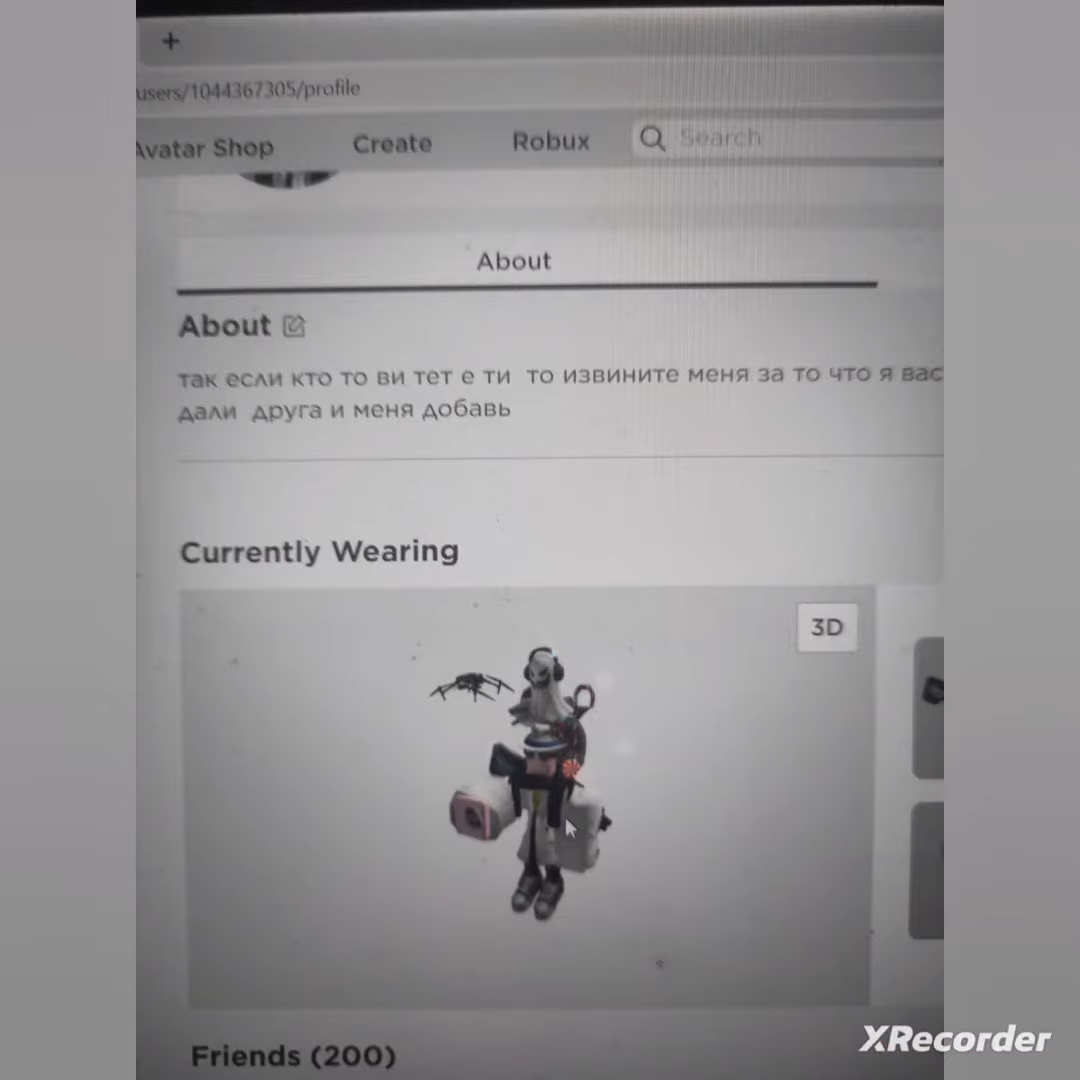 +
users/1044367305/profile
Avatar Shop Create Robux Search
About
About
так если кто то ви тет е ти то извините меня за то что я вас
дали друга и меня добавь
Currently Wearing
3D
Friends (200)
XRecorder